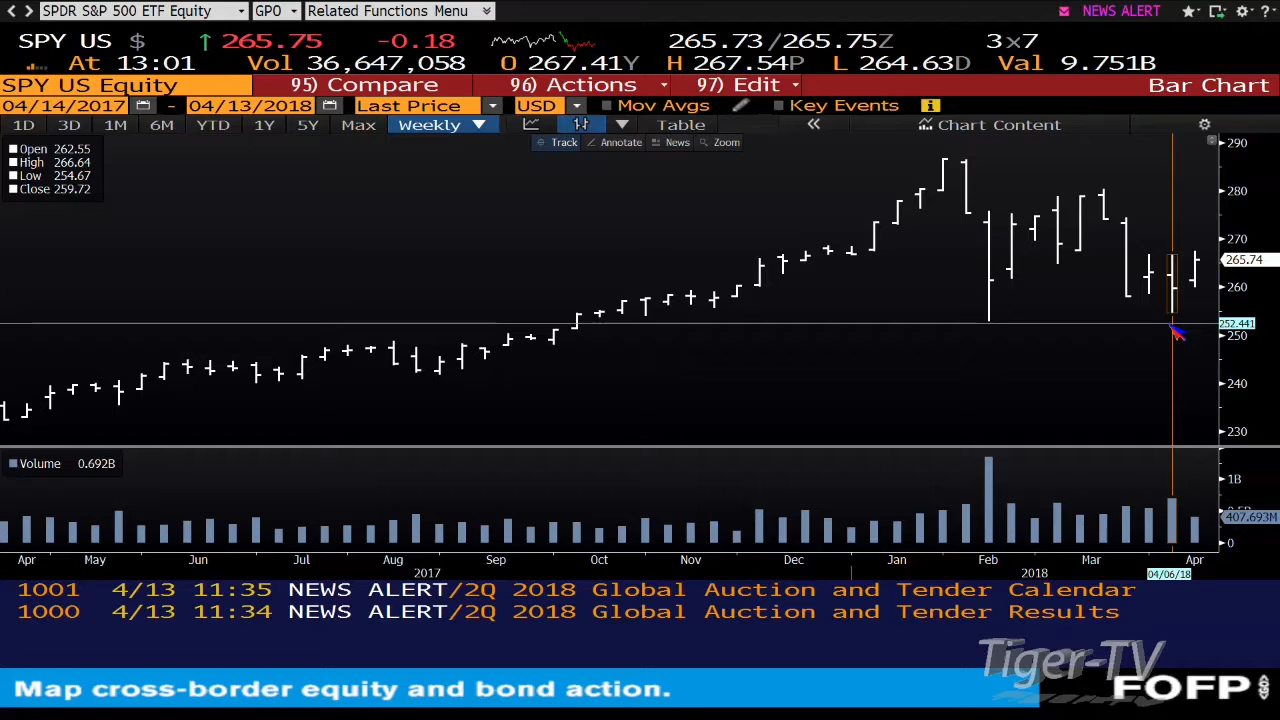 SPDR S&P 500 ETF Equity GPO Related Functions Menu NEWS ALERT
SPY US $ 265.75 -0.18 265.73/265.75Z 3x7
At 13:01 Vol 36,647,058 O 267.41Y H 267.54P L 264.63D Val 9.751B
SPY US Equity 95) Compare 96) Actions 97) Edit Bar Chart
04/14/2017 - 04/13/2018 Last Price USD Mov Avgs Key Events
1D 3D 1M 6M YTD 1Y 5Y Max Weekly Table Chart Content
Track Annotate News Zoom
Open 262.55
High 266.64
Low 254.67
Close 259.72
290
280
270
265.74
260
252.441
250
240
230
Volume 0.692B
1B
0.5B
407.693M
0
Apr May Jun Jul Aug Sep Oct Nov Dec Jan Feb Mar Apr
2017 2018 04/06/18
1001 4/13 11:35 NEWS ALERT/2Q 2018 Global Auction and Tender Calendar
1000 4/13 11:34 NEWS ALERT/2Q 2018 Global Auction and Tender Results
Tiger-TV
Map cross-border equity and bond action. FOFP